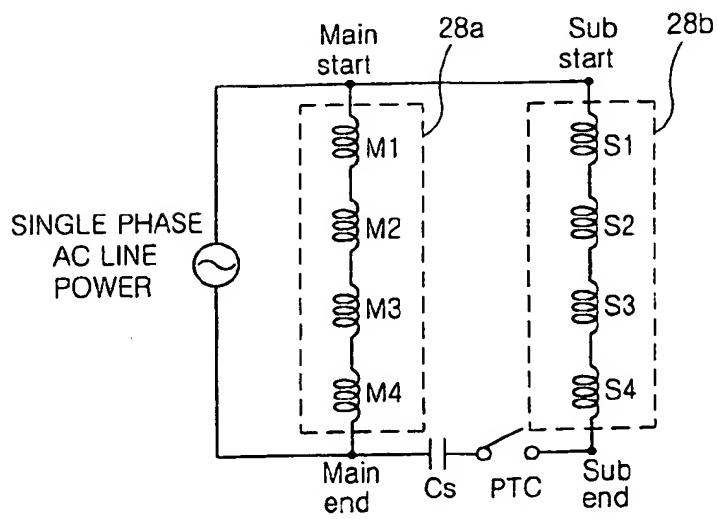 Main
start
28a
Sub
start
28b
M1
S1
SINGLE PHASE
AC LINE
POWER
M2
S2
M3
S3
M4
S4
Main
end
Cs
PTC
Sub
end